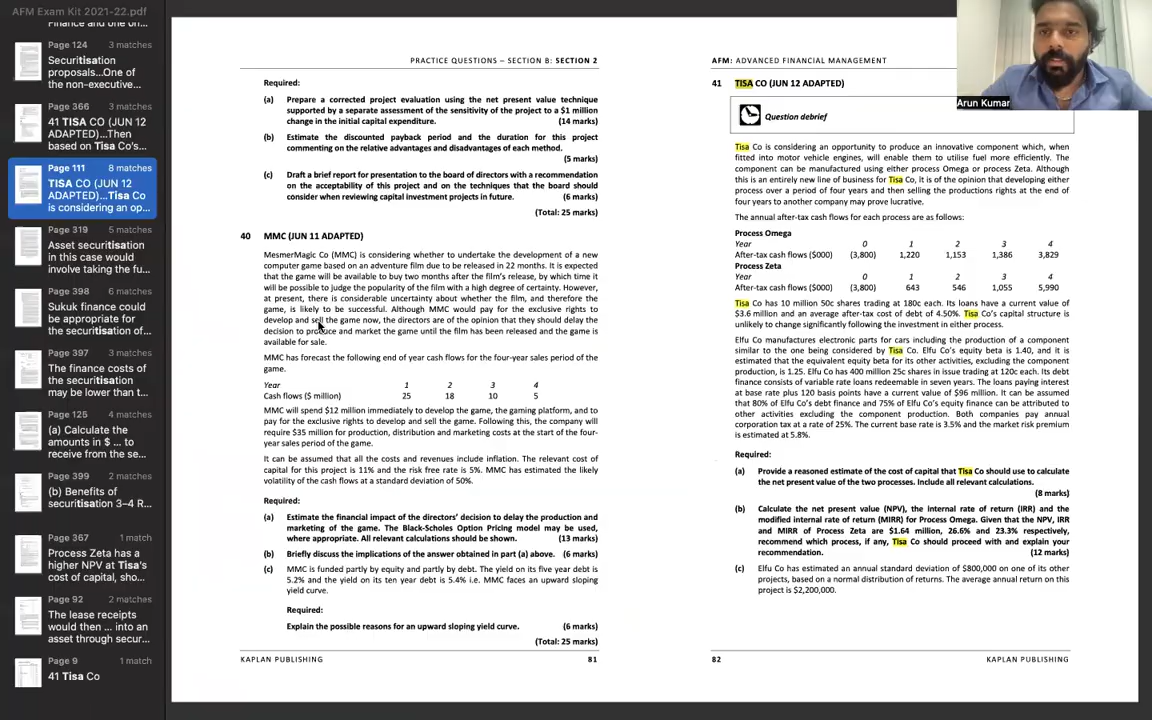 AFM Exam Kit 2021-22.pdf
Finance and one on...
Page 124 3 matches
Securitisation
proposals...One of
the non-executive...
Page 366 3 matches
41 TISA CO (JUN 12
ADAPTED)...Then
based on Tisa Co's...
Page 111 8 matches
TISA CO (JUN 12
ADAPTED)...Tisa Co
is considering an op...
Page 319 5 matches
Asset securitisation
in this case would
involve taking the fu...
Page 398 6 matches
Sukuk finance could
be appropriate for
the securitisation of...
Page 397 3 matches
The finance costs of
the securitisation
may be lower than t...
Page 125 4 matches
(a) Calculate the
amounts in $ ... to
receive from the se...
Page 399 2 matches
(b) Benefits of
securitisation 3–4 R...
Page 367 1 match
Process Zeta has a
higher NPV at Tisa's
cost of capital, sho...
Page 92 2 matches
The lease receipts
would then ... into an
asset through secur...
Page 9 1 match
41 Tisa Co
PRACTICE QUESTIONS – SECTION B: SECTION 2
Required:
(a) Prepare a corrected project evaluation using the net present value technique
supported by a separate assessment of the sensitivity of the project to a $1 million
change in the initial capital expenditure. (14 marks)
(b) Estimate the discounted payback period and the duration for this project
commenting on the relative advantages and disadvantages of each method.
(5 marks)
(c) Draft a brief report for presentation to the board of directors with a recommendation
on the acceptability of this project and on the techniques that the board should
consider when reviewing capital investment projects in future. (6 marks)
(Total: 25 marks)
40 MMC (JUN 11 ADAPTED)
MesmerMagic Co (MMC) is considering whether to undertake the development of a new
computer game based on an adventure film due to be released in 22 months. It is expected
that the game will be available to buy two months after the film's release, by which time it
will be possible to judge the popularity of the film with a high degree of certainty. However,
at present, there is considerable uncertainty about whether the film, and therefore the
game, is likely to be successful. Although MMC would pay for the exclusive rights to
develop and sell the game now, the directors are of the opinion that they should delay the
decision to produce and market the game until the film has been released and the game is
available for sale.
MMC has forecast the following end of year cash flows for the four-year sales period of the
game.
Year 1 2 3 4
Cash flows ($ million) 25 18 10 5
MMC will spend $12 million immediately to develop the game, the gaming platform, and to
pay for the exclusive rights to develop and sell the game. Following this, the company will
require $35 million for production, distribution and marketing costs at the start of the four-
year sales period of the game.
It can be assumed that all the costs and revenues include inflation. The relevant cost of
capital for this project is 11% and the risk free rate is 5%. MMC has estimated the likely
volatility of the cash flows at a standard deviation of 50%.
Required:
(a) Estimate the financial impact of the directors' decision to delay the production and
marketing of the game. The Black-Scholes Option Pricing model may be used,
where appropriate. All relevant calculations should be shown. (13 marks)
(b) Briefly discuss the implications of the answer obtained in part (a) above. (6 marks)
(c) MMC is funded partly by equity and partly by debt. The yield on its five year debt is
5.2% and the yield on its ten year debt is 5.4% i.e. MMC faces an upward sloping
yield curve.
Required:
Explain the possible reasons for an upward sloping yield curve. (6 marks)
(Total: 25 marks)
KAPLAN PUBLISHING 81
AFM: ADVANCED FINANCIAL MANAGEMENT
41 TISA CO (JUN 12 ADAPTED)
Question debrief
Tisa Co is considering an opportunity to produce an innovative component which, when
fitted into motor vehicle engines, will enable them to utilise fuel more efficiently. The
component can be manufactured using either process Omega or process Zeta. Although
this is an entirely new line of business for Tisa Co, it is of the opinion that developing either
process over a period of four years and then selling the productions rights at the end of
four years to another company may prove lucrative.
The annual after-tax cash flows for each process are as follows:
Process Omega
Year 0 1 2 3 4
After-tax cash flows ($000) (3,800) 1,220 1,153 1,386 3,829
Process Zeta
Year 0 1 2 3 4
After-tax cash flows ($000) (3,800) 643 546 1,055 5,990
Tisa Co has 10 million 50c shares trading at 180c each. Its loans have a current value of
$3.6 million and an average after-tax cost of debt of 4.50%. Tisa Co's capital structure is
unlikely to change significantly following the investment in either process.
Elfu Co manufactures electronic parts for cars including the production of a component
similar to the one being considered by Tisa Co. Elfu Co's equity beta is 1.40, and it is
estimated that the equivalent equity beta for its other activities, excluding the component
production, is 1.25. Elfu Co has 400 million 25c shares in issue trading at 120c each. Its debt
finance consists of variable rate loans redeemable in seven years. The loans paying interest
at base rate plus 120 basis points have a current value of $96 million. It can be assumed
that 80% of Elfu Co's debt finance and 75% of Elfu Co's equity finance can be attributed to
other activities excluding the component production. Both companies pay annual
corporation tax at a rate of 25%. The current base rate is 3.5% and the market risk premium
is estimated at 5.8%.
Required:
(a) Provide a reasoned estimate of the cost of capital that Tisa Co should use to calculate
the net present value of the two processes. Include all relevant calculations.
(8 marks)
(b) Calculate the net present value (NPV), the internal rate of return (IRR) and the
modified internal rate of return (MIRR) for Process Omega. Given that the NPV, IRR
and MIRR of Process Zeta are $1.64 million, 26.6% and 23.3% respectively,
recommend which process, if any, Tisa Co should proceed with and explain your
recommendation. (12 marks)
(c) Elfu Co has estimated an annual standard deviation of $800,000 on one of its other
projects, based on a normal distribution of returns. The average annual return on this
project is $2,200,000.
82 KAPLAN PUBLISHING
Arun Kumar